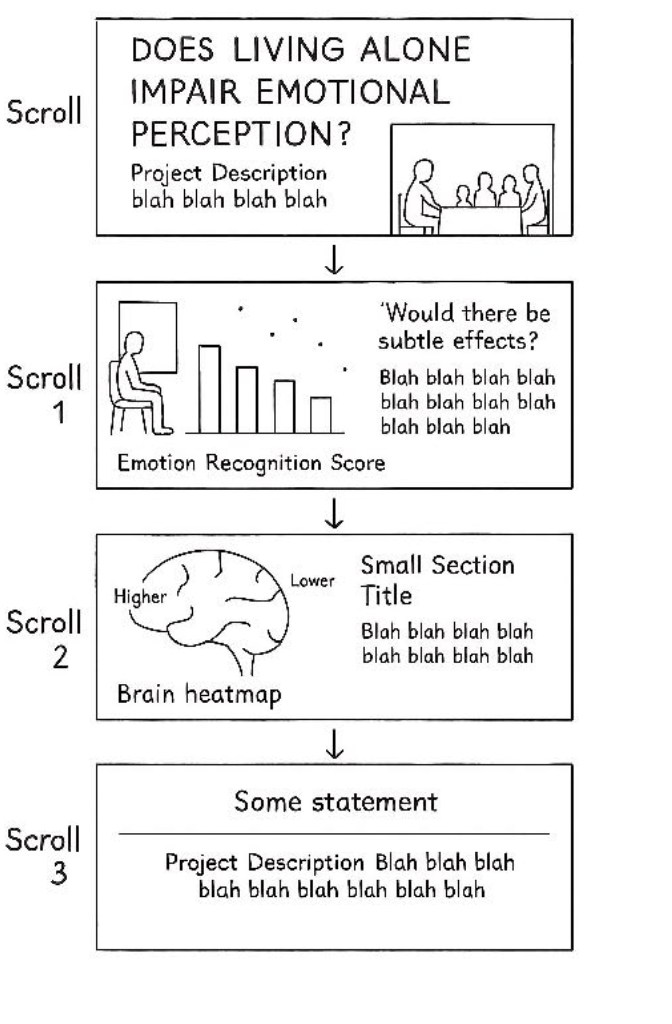 Scroll
DOES LIVING ALONE
IMPAIR EMOTIONAL
PERCEPTION?
Project Description
blah blah blah blah
Scroll
1
'Would there be
subtle effects?
Blah blah blah blah
blah blah blah blah
blah blah blah
Emotion Recognition Score
Scroll
2
Higher
Lower
Small Section
Title
Blah blah blah blah
blah blah blah blah
Brain heatmap
Scroll
3
Some statement
Project Description Blah blah blah
blah blah blah blah blah blah